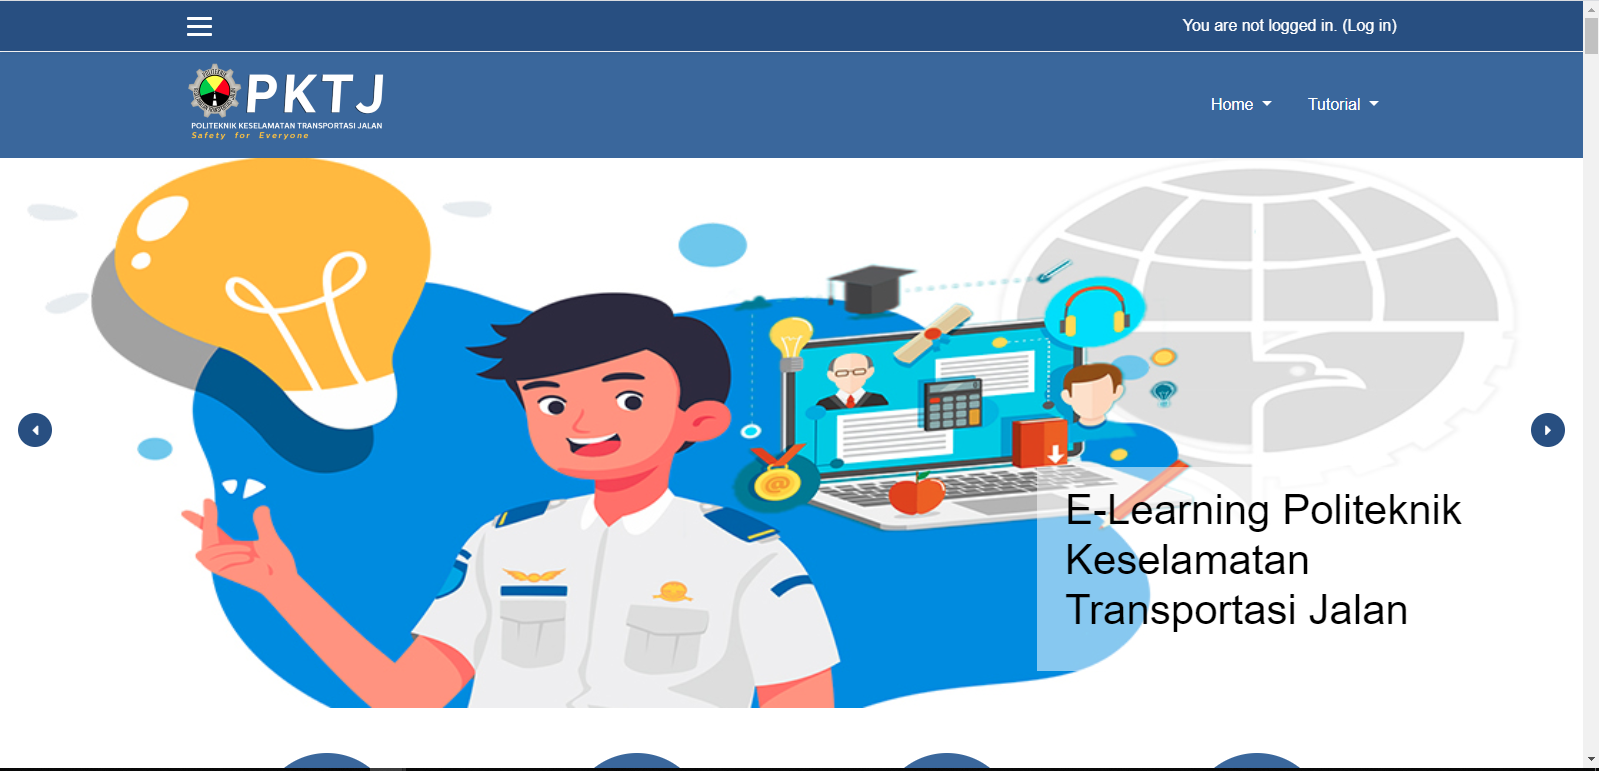 You are not logged in. (Log in)
PKTJ
POLITEKNIK KESELAMATAN TRANSPORTASI JALAN
Safety for Everyone
Home
Tutorial
E-Learning Politeknik
Keselamatan
Transportasi Jalan
@